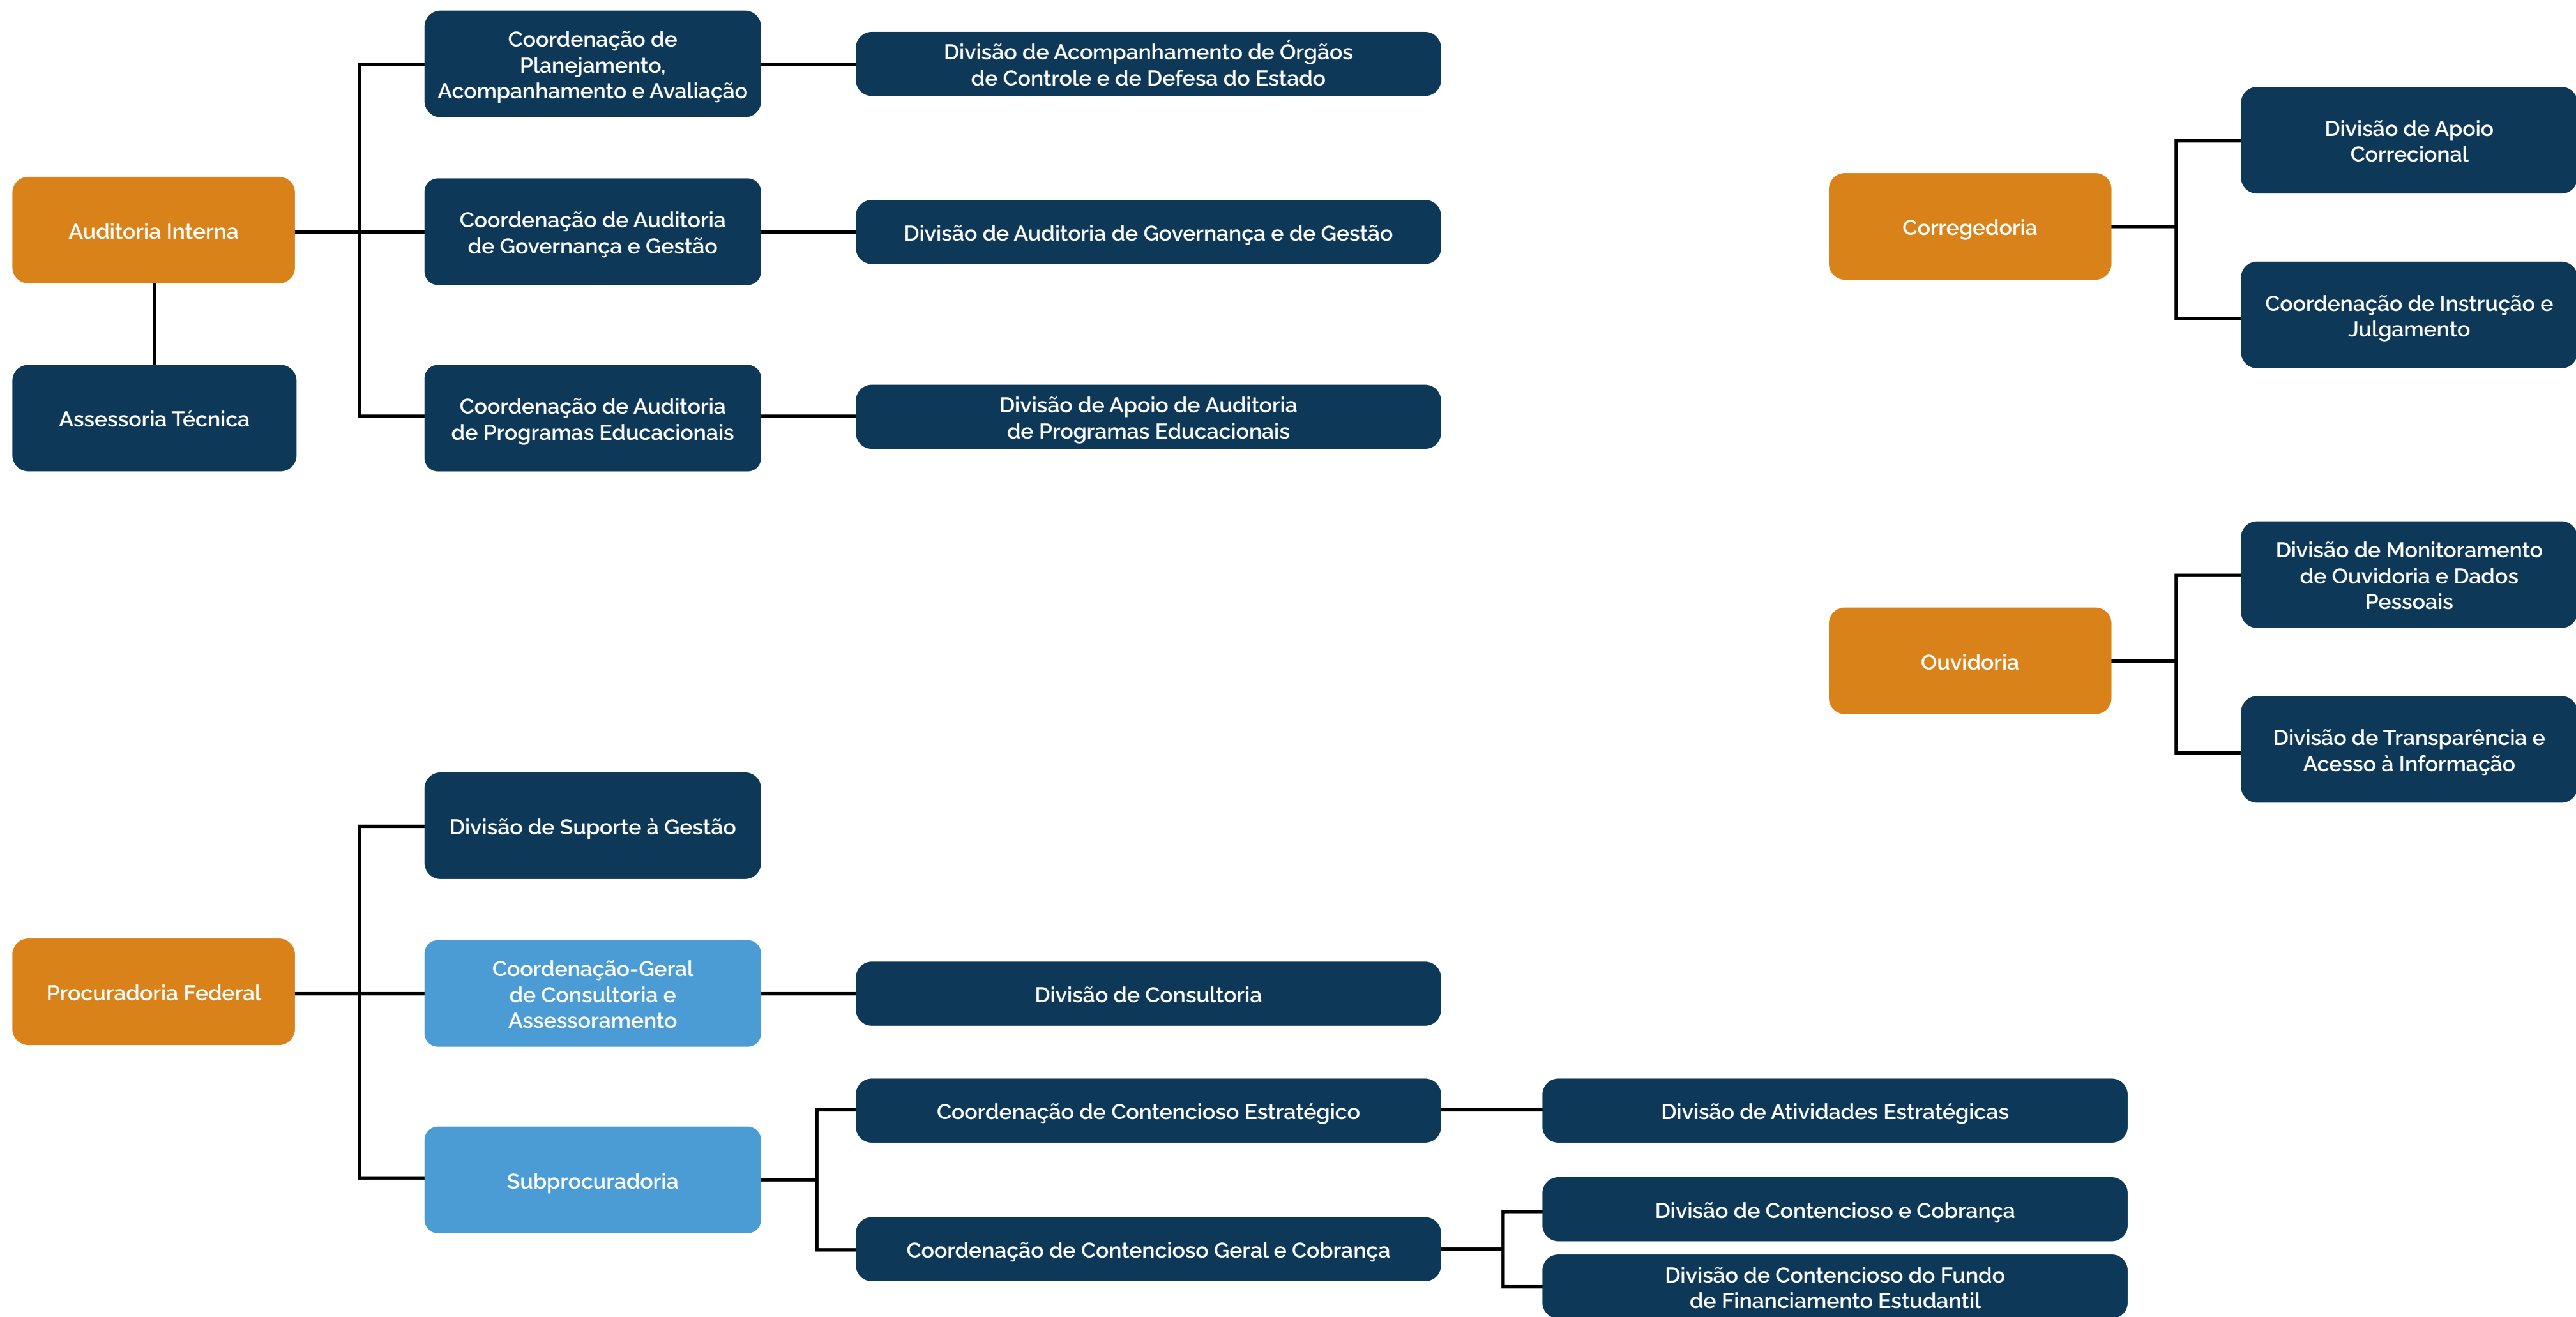 Coordenação de
Planejamento,
Acompanhamento e Avaliação
Divisão de Acompanhamento de Órgãos
de Controle e de Defesa do Estado
Auditoria Interna
Coordenação de Auditoria
de Governança e Gestão
Divisão de Auditoria de Governança e de Gestão
Assessoria Técnica
Coordenação de Auditoria
de Programas Educacionais
Divisão de Apoio de Auditoria
de Programas Educacionais
Corregedoria
Divisão de Apoio
Correcional
Coordenação de Instrução e
Julgamento
Ouvidoria
Divisão de Monitoramento
de Ouvidoria e Dados
Pessoais
Divisão de Transparência e
Acesso à Informação
Procuradoria Federal
Divisão de Suporte à Gestão
Coordenação-Geral
de Consultoria e
Assessoramento
Divisão de Consultoria
Subprocuradoria
Coordenação de Contencioso Estratégico
Divisão de Atividades Estratégicas
Coordenação de Contencioso Geral e Cobrança
Divisão de Contencioso e Cobrança
Divisão de Contencioso do Fundo
de Financiamento Estudantil